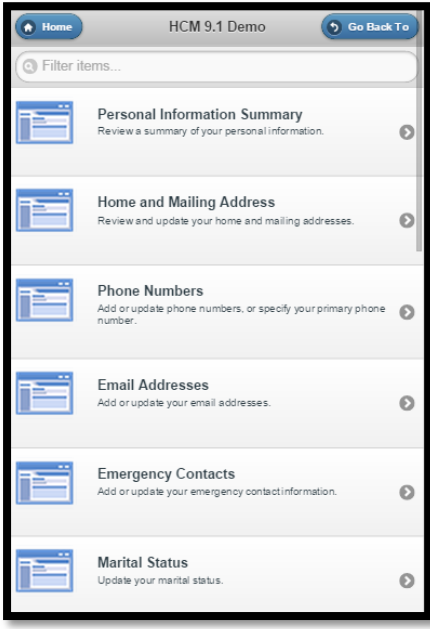 Home
HCM 9.1 Demo
Go Back To
Filter items...
Personal Information Summary
Review a summary of your personal information.
Home and Mailing Address
Review and update your home and mailing addresses.
Phone Numbers
Add or update phone numbers, or specify your primary phone
number.
Email Addresses
Add or update your email addresses.
Emergency Contacts
Add or update your emergency contact information.
Marital Status
Update your marital status.